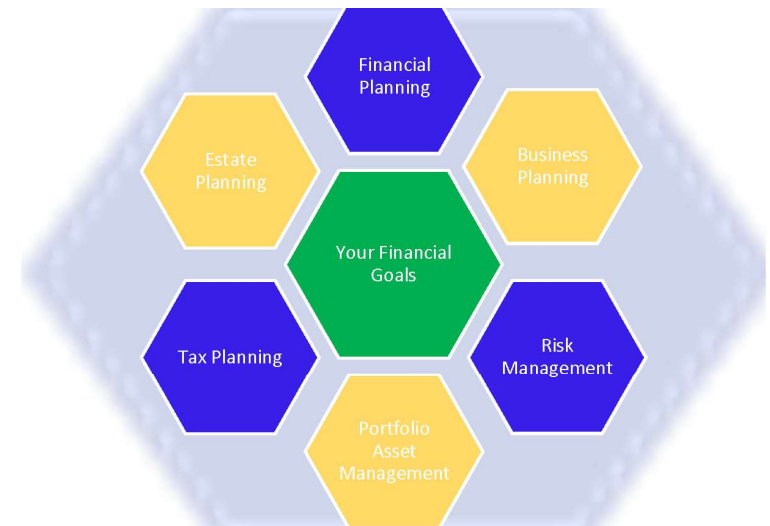 Financial
Planning
Estate
Planning
Business
Planning
Your Financial
Goals
Tax Planning
Risk
Management
Portfolio
Asset
Management